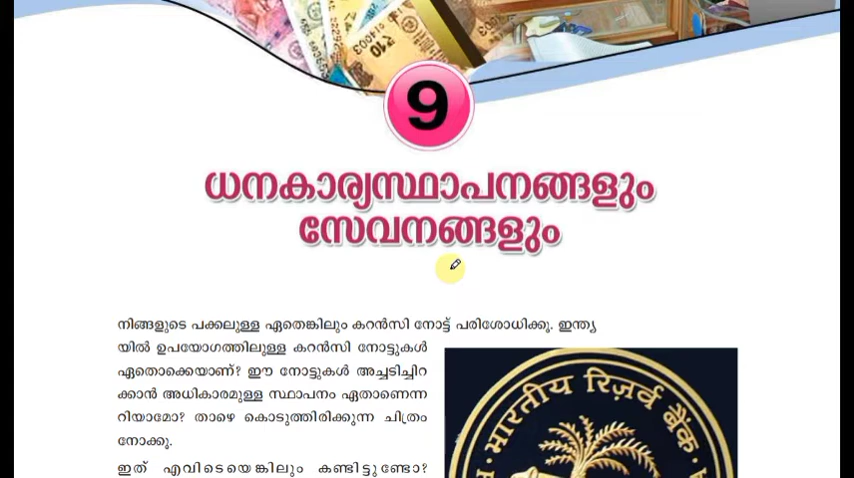 9
ധനകാര്യസ്ഥാപനങ്ങളും
സേവനങ്ങളും
നിങ്ങളുടെ പക്കലുള്ള ഏതെങ്കിലും കറൻസി നോട്ട് പരിശോധിക്കൂ. ഇന്ത്യ
യിൽ ഉപയോഗത്തിലുള്ള കറൻസി നോട്ടുകൾ
ഏതൊക്കെയാണ്? ഈ നോട്ടുകൾ അച്ചടിച്ചിറ
ക്കാൻ അധികാരമുള്ള സ്ഥാപനം ഏതാണെന്ന
റിയാമോ? താഴെ കൊടുത്തിരിക്കുന്ന ചിത്രം
നോക്കൂ.
ഇത് എവിടെയെങ്കിലും കണ്ടിട്ടുണ്ടോ?
भारतीय रिज़र्व बैंक